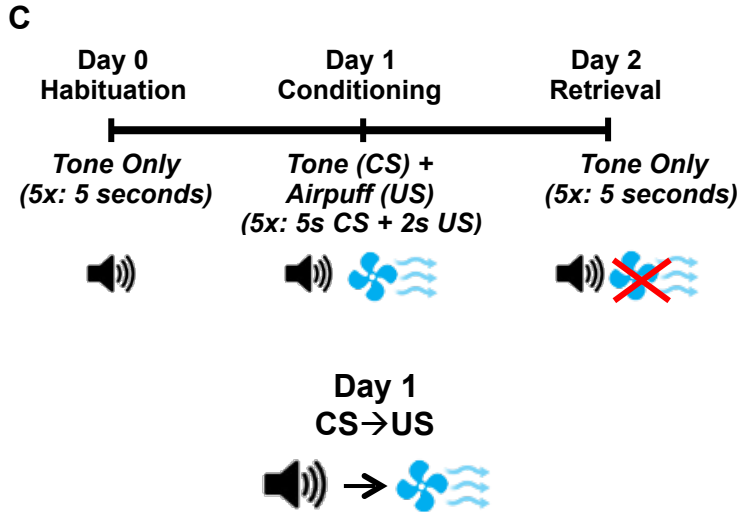 C
Day 0
Habituation
Day 1
Conditioning
Day 2
Retrieval
Tone Only
(5x: 5 seconds)
Tone (CS) +
Airpuff (US)
(5x: 5s CS + 2s US)
Tone Only
(5x: 5 seconds)
Day 1
CS→US